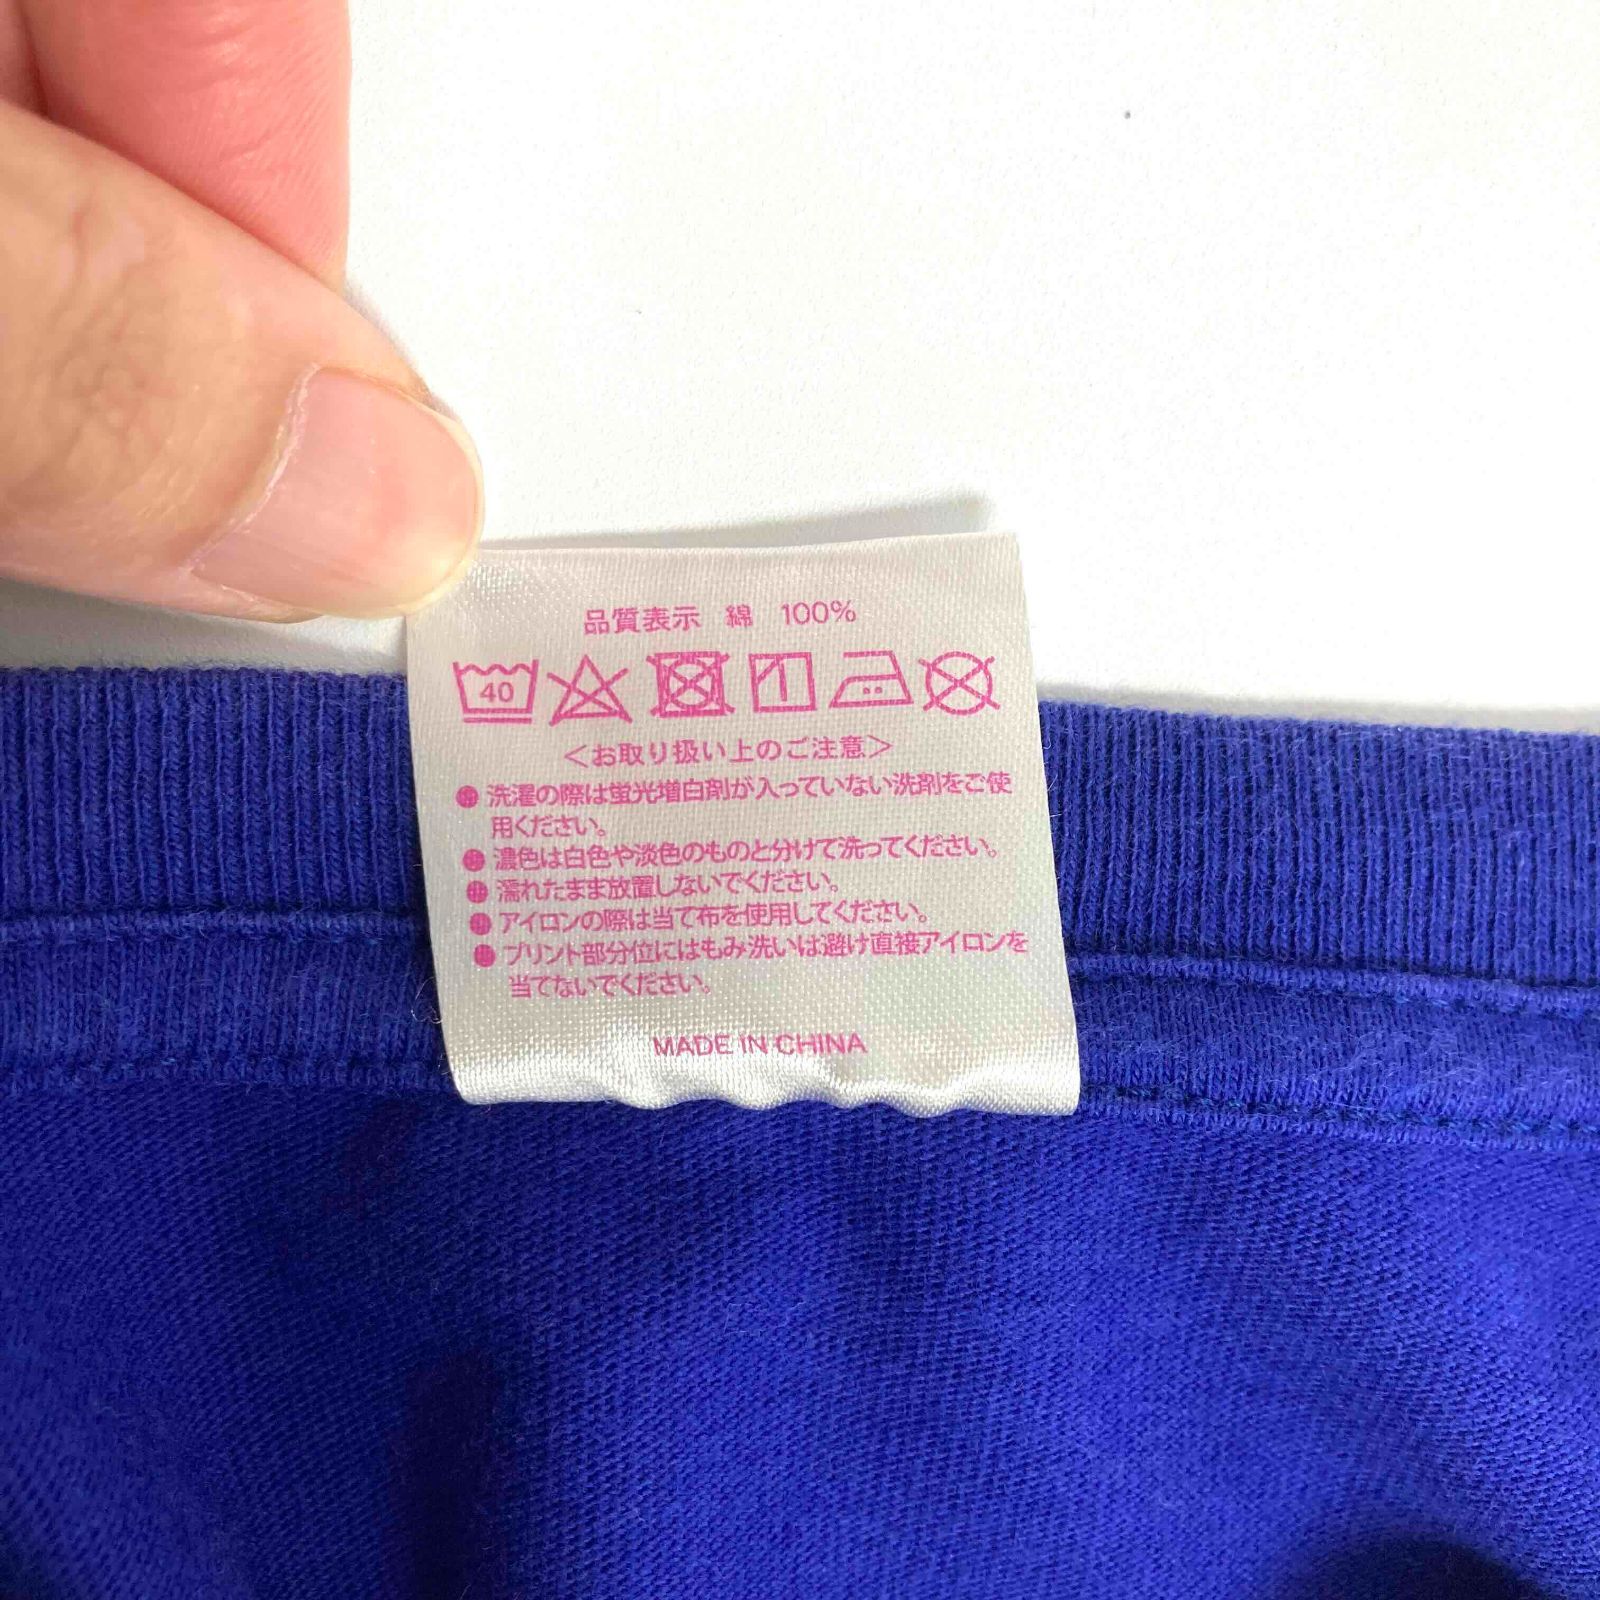 品質表示 綿 100%
40
<お取り扱い上のご注意>
● 洗濯の際は蛍光増白剤が入っていない洗剤をご使
用ください。
● 濃色は白色や淡色のものと分けて洗ってください。
● 濡れたまま放置しないでください。
● アイロンの際は当て布を使用してください。
● プリント部分位にはもみ洗いは避け直接アイロンを
当てないでください。
MADE IN CHINA